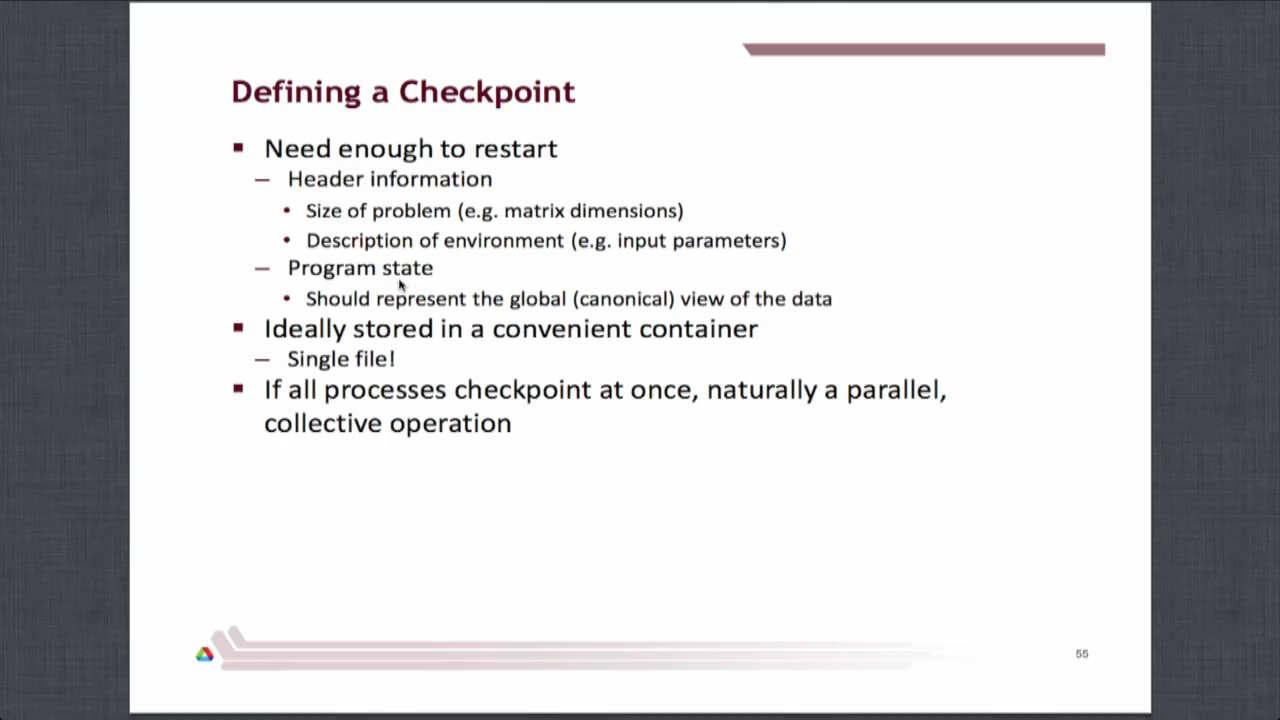 Defining a Checkpoint
▪ Need enough to restart
– Header information
• Size of problem (e.g. matrix dimensions)
• Description of environment (e.g. input parameters)
– Program state
• Should represent the global (canonical) view of the data
▪ Ideally stored in a convenient container
– Single file!
▪ If all processes checkpoint at once, naturally a parallel,
collective operation
55